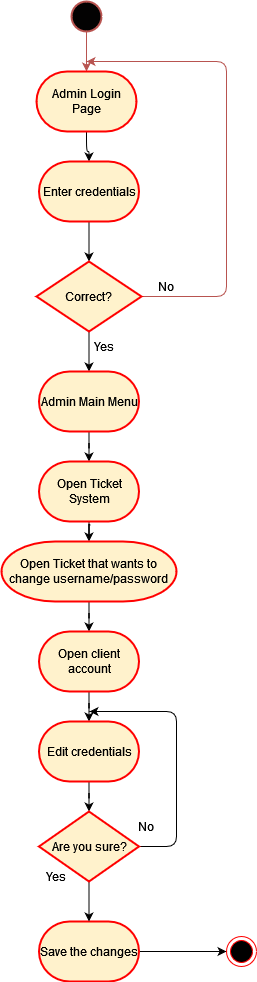 Admin Login
Page
Enter credentials
Correct?
No
Yes
Admin Main Menu
Open Ticket
System
Open Ticket that wants to
change username/password
Open client
account
Edit credentials
No
Are you sure?
Yes
Save the changes